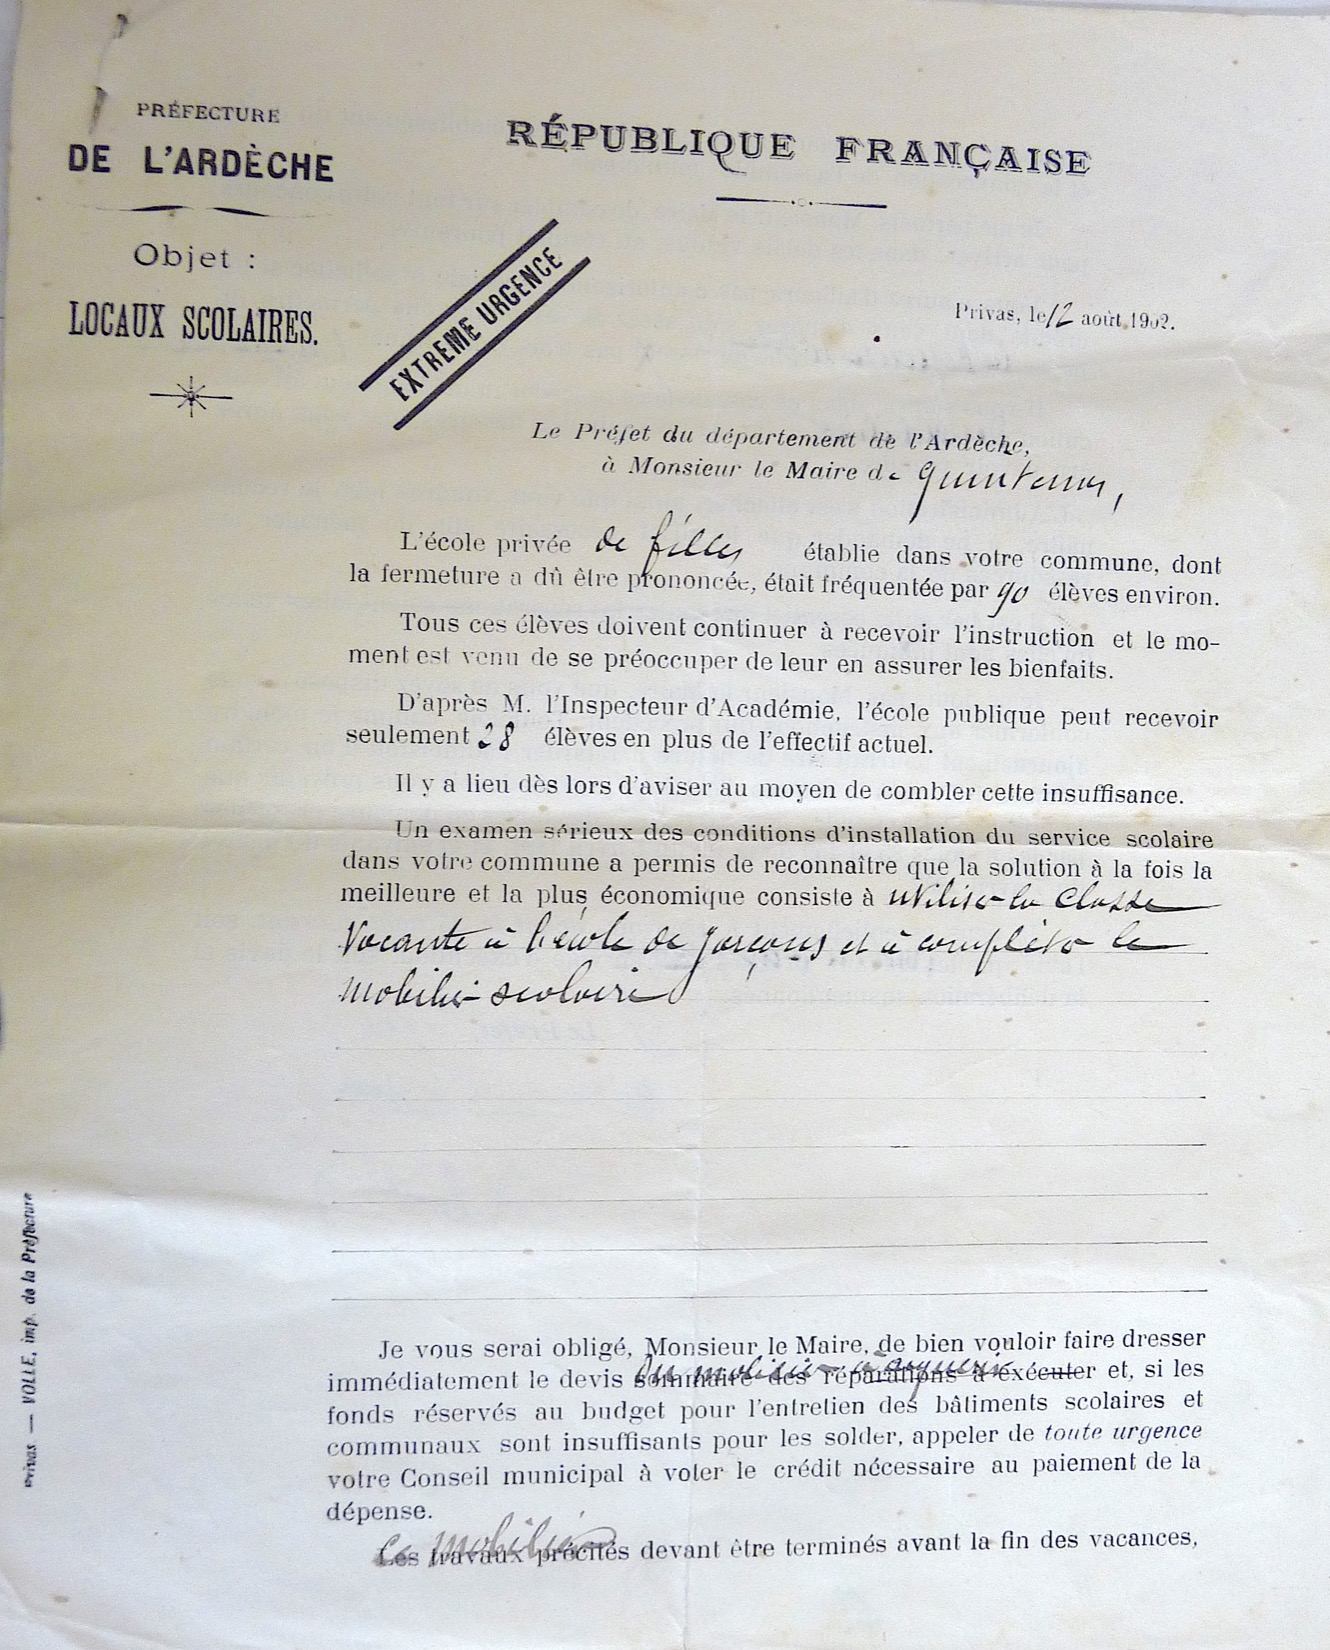 PRÉFECTURE
DE L'ARDÈCHE
Objet :
LOCAUX SCOLAIRES.
RÉPUBLIQUE FRANÇAISE
EXTREME URGENCE
Privas, le 12 août 1902.
Le Préfet du département de l'Ardèche,
à Monsieur le Maire de Quintenas,
L'école privée de filles établie dans votre commune, dont
la fermeture a dû être prononcée, était fréquentée par 90 élèves environ.
Tous ces élèves doivent continuer à recevoir l'instruction et le mo-
ment est venu de se préoccuper de leur en assurer les bienfaits.
D'après M. l'Inspecteur d'Académie, l'école publique peut recevoir
seulement 28 élèves en plus de l'effectif actuel.
Il y a lieu dès lors d'aviser au moyen de combler cette insuffisance.
Un examen sérieux des conditions d'installation du service scolaire
dans votre commune a permis de reconnaître que la solution à la fois la
meilleure et la plus économique consiste à utiliser la classe
vacante à l'école de garçons et à compléter le
mobilier scolaire
Je vous serai obligé, Monsieur le Maire, de bien vouloir faire dresser
du mobilier à acquérir
immédiatement le devis sommaire des réparations à exécuter et, si les
fonds réservés au budget pour l'entretien des bâtiments scolaires et
communaux sont insuffisants pour les solder, appeler de toute urgence
votre Conseil municipal à voter le crédit nécessaire au paiement de la
dépense.
Le mobilier
Les travaux précités devant être terminés avant la fin des vacances,
Privas — VOLLE, imp. de la Préfecture